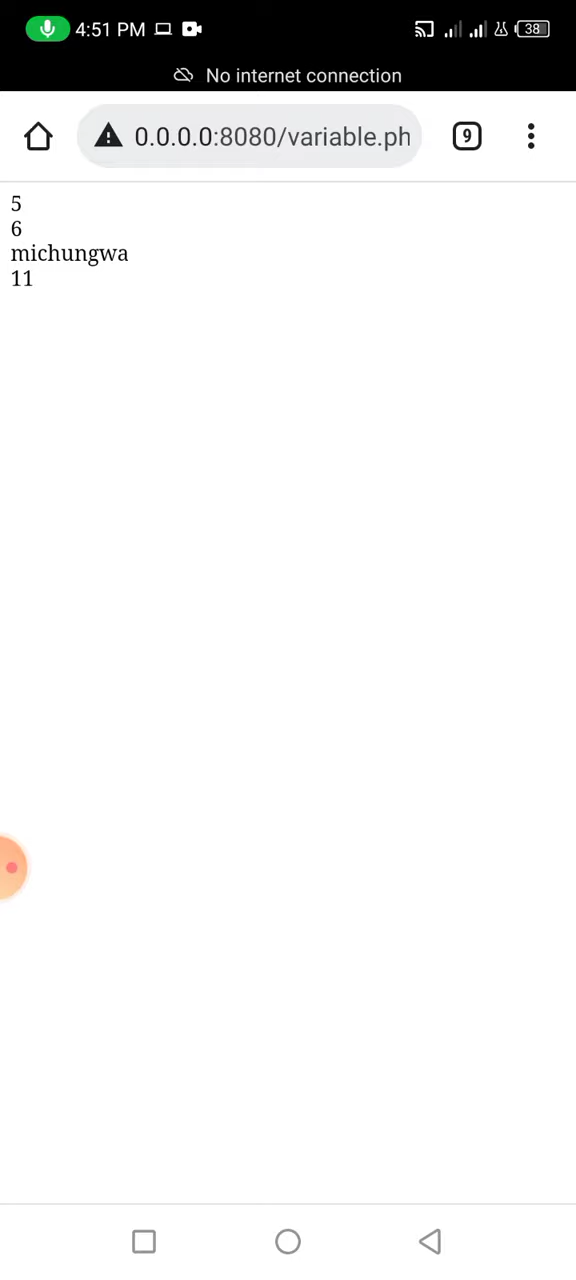 4:51 PM 38
No internet connection
0.0.0.0:8080/variable.ph 9
5
6
michungwa
11